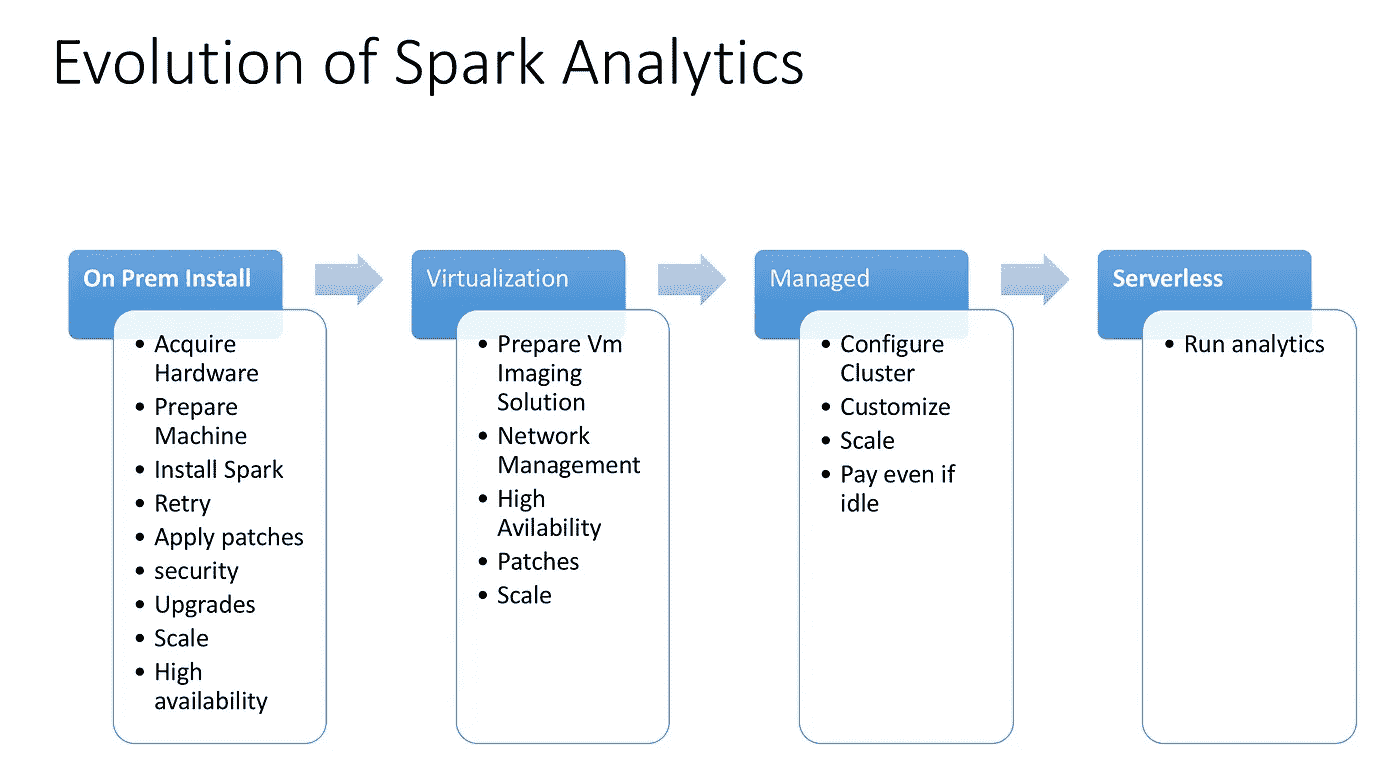 Evolution of Spark Analytics
On Prem Install
• Acquire
Hardware
• Prepare
Machine
• Install Spark
• Retry
• Apply patches
• security
• Upgrades
• Scale
• High
availability
Virtualization
• Prepare Vm
Imaging
Solution
• Network
Management
• High
Avilability
• Patches
• Scale
Managed
• Configure
Cluster
• Customize
• Scale
• Pay even if
idle
Serverless
• Run analytics